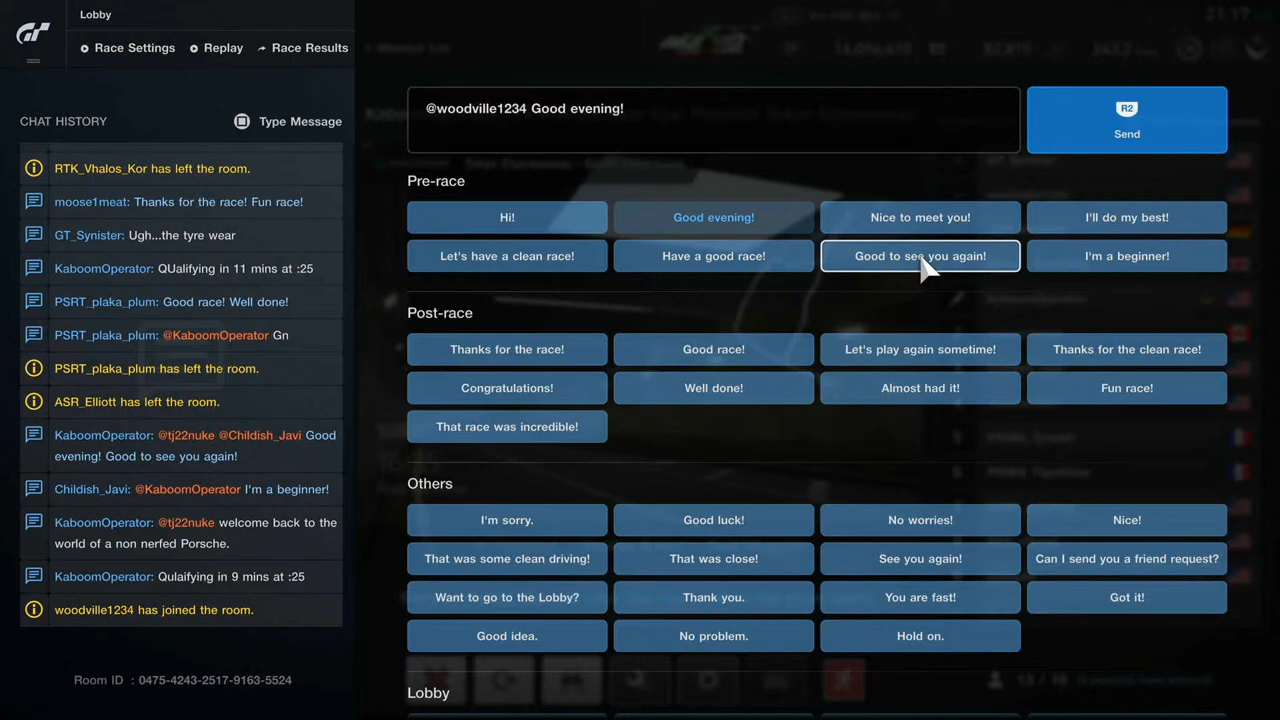 Lobby
Race Settings
Replay
Race Results
CHAT HISTORY
Type Message
RTK_Vhalos_Kor has left the room.
moose1meat: Thanks for the race! Fun race!
GT_Synister: Ugh...the tyre wear
KaboomOperator: QUalifying in 11 mins at :25
PSRT_plaka_plum: Good race! Well done!
PSRT_plaka_plum: @KaboomOperator Gn
PSRT_plaka_plum has left the room.
ASR_Elliott has left the room.
KaboomOperator: @tj22nuke @Childish_Javi Good
evening! Good to see you again!
Childish_Javi: @KaboomOperator I'm a beginner!
KaboomOperator: @tj22nuke welcome back to the
world of a non nerfed Porsche.
KaboomOperator: Qulaifying in 9 mins at :25
woodville1234 has joined the room.
Room ID : 0475-4243-2517-9163-5524
@woodville1234 Good evening!
R2
Send
Pre-race
Hi!
Good evening!
Nice to meet you!
I'll do my best!
Let's have a clean race!
Have a good race!
Good to see you again!
I'm a beginner!
Post-race
Thanks for the race!
Good race!
Let's play again sometime!
Thanks for the clean race!
Congratulations!
Well done!
Almost had it!
Fun race!
That race was incredible!
Others
I'm sorry.
Good luck!
No worries!
Nice!
That was some clean driving!
That was close!
See you again!
Can I send you a friend request?
Want to go to the Lobby?
Thank you.
You are fast!
Got it!
Good idea.
No problem.
Hold on.
Lobby
21:17
13 / 16